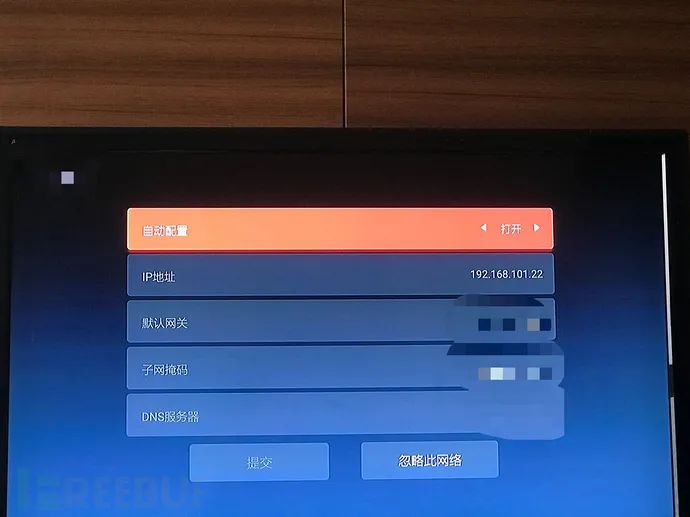 自动配置
打开
IP地址
192.168.101.22
默认网关
子网掩码
DNS服务器
提交
忽略此网络
REEBUF